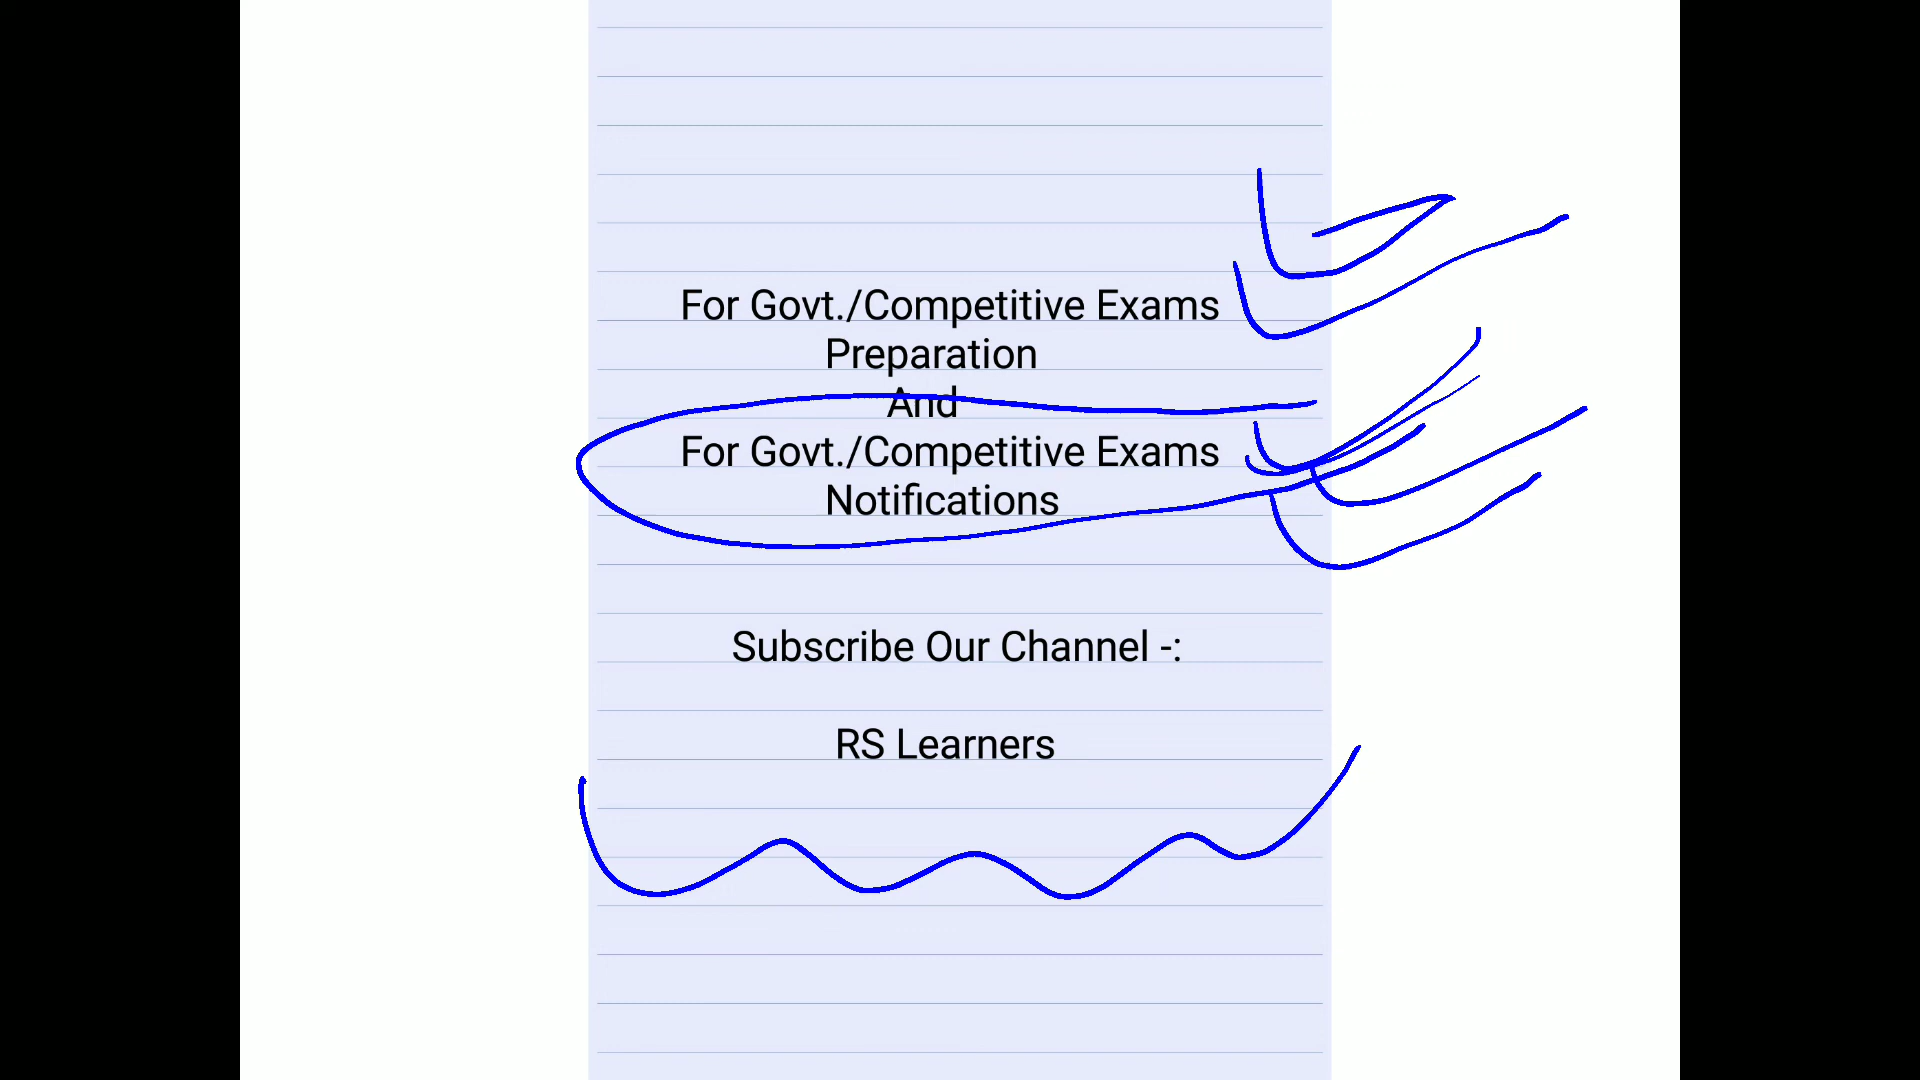 For Govt./Competitive Exams
Preparation
And
For Govt./Competitive Exams
Notifications
Subscribe Our Channel -:
RS Learners